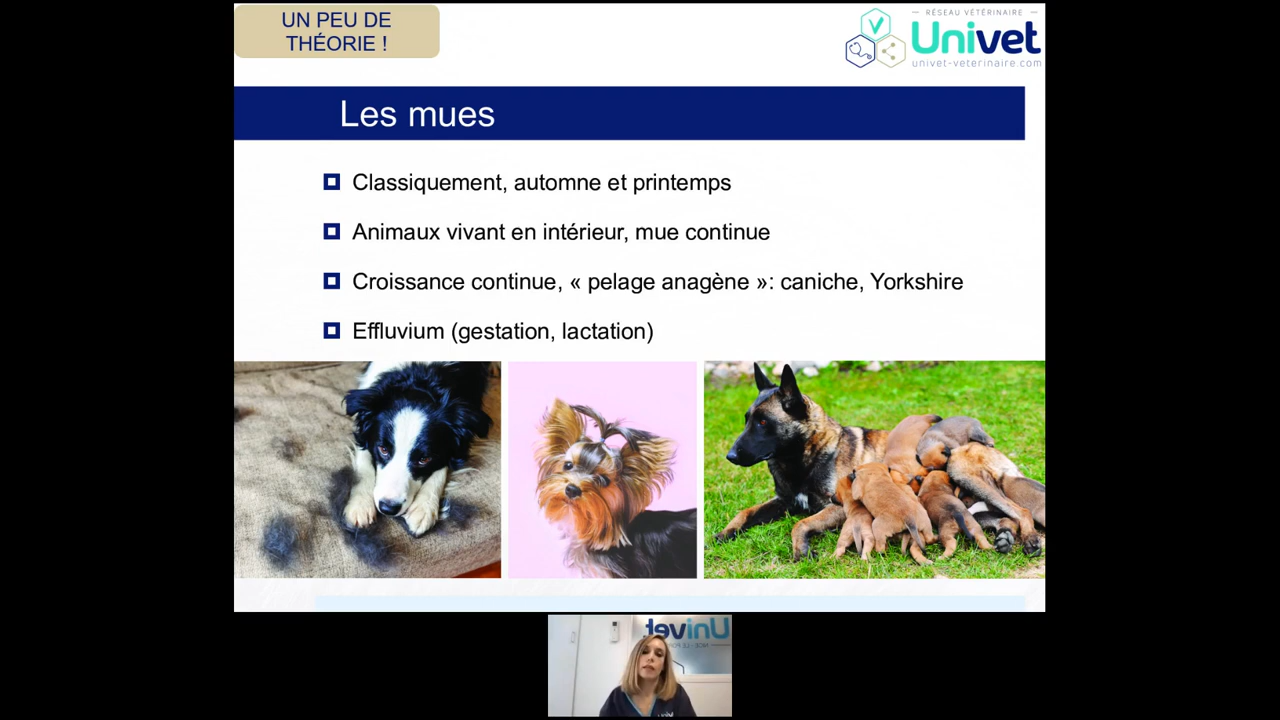 UN PEU DE
THÉORIE !
RÉSEAU VÉTÉRINAIRE
Univet
univet-veterinaire.com
Les mues
Classiquement, automne et printemps
Animaux vivant en intérieur, mue continue
Croissance continue, « pelage anagène »: caniche, Yorkshire
Effluvium (gestation, lactation)
Univet